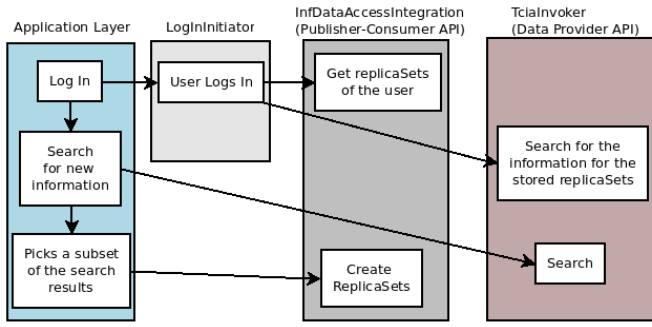 Application Layer
LogInInitiator
InfDataAccessIntegration
(Publisher-Consumer API)
TciaInvoker
(Data Provider API)
Log In
User Logs In
Get replicaSets
of the user
Search
for new
information
Search for the
information for the
stored replicaSets
Picks a subset
of the search
results
Create
ReplicaSets
Search